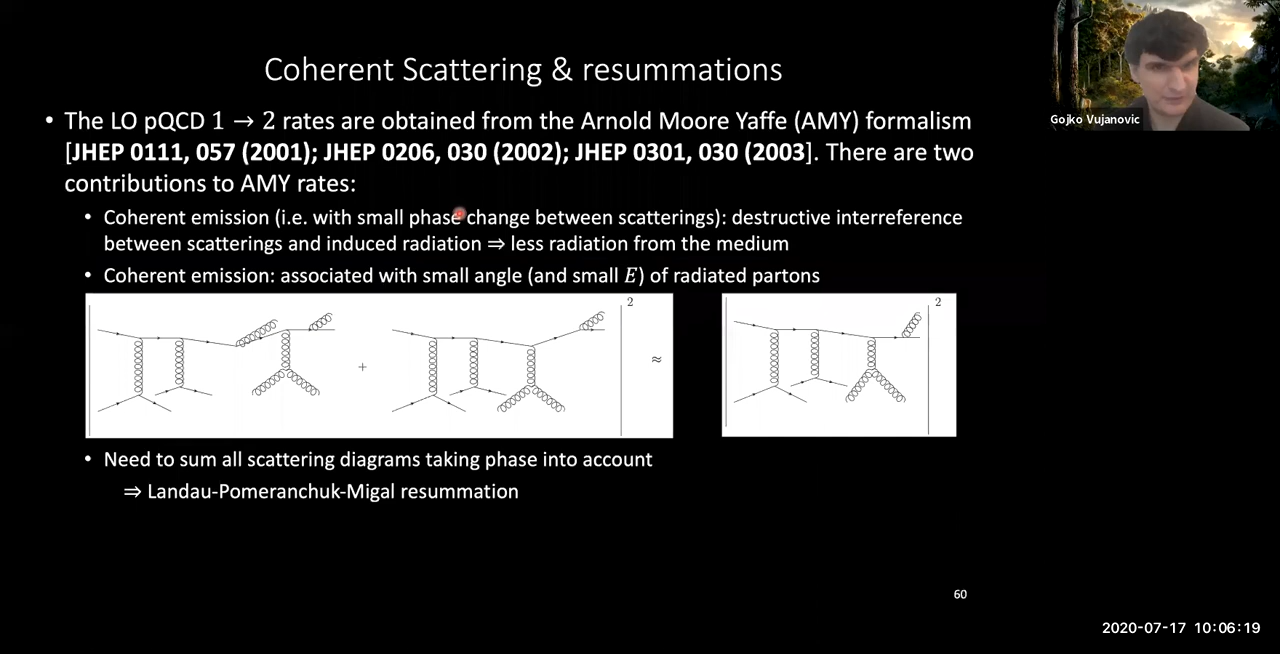 Coherent Scattering & resummations
• The LO pQCD 1 → 2 rates are obtained from the Arnold Moore Yaffe (AMY) formalism
[JHEP 0111, 057 (2001); JHEP 0206, 030 (2002); JHEP 0301, 030 (2003]. There are two
contributions to AMY rates:
• Coherent emission (i.e. with small phase change between scatterings): destructive interreference
between scatterings and induced radiation ⇒ less radiation from the medium
• Coherent emission: associated with small angle (and small E) of radiated partons
2
+
≈
2
• Need to sum all scattering diagrams taking phase into account
⇒ Landau-Pomeranchuk-Migal resummation
60
Gojko Vujanovic
2020-07-17 10:06:19